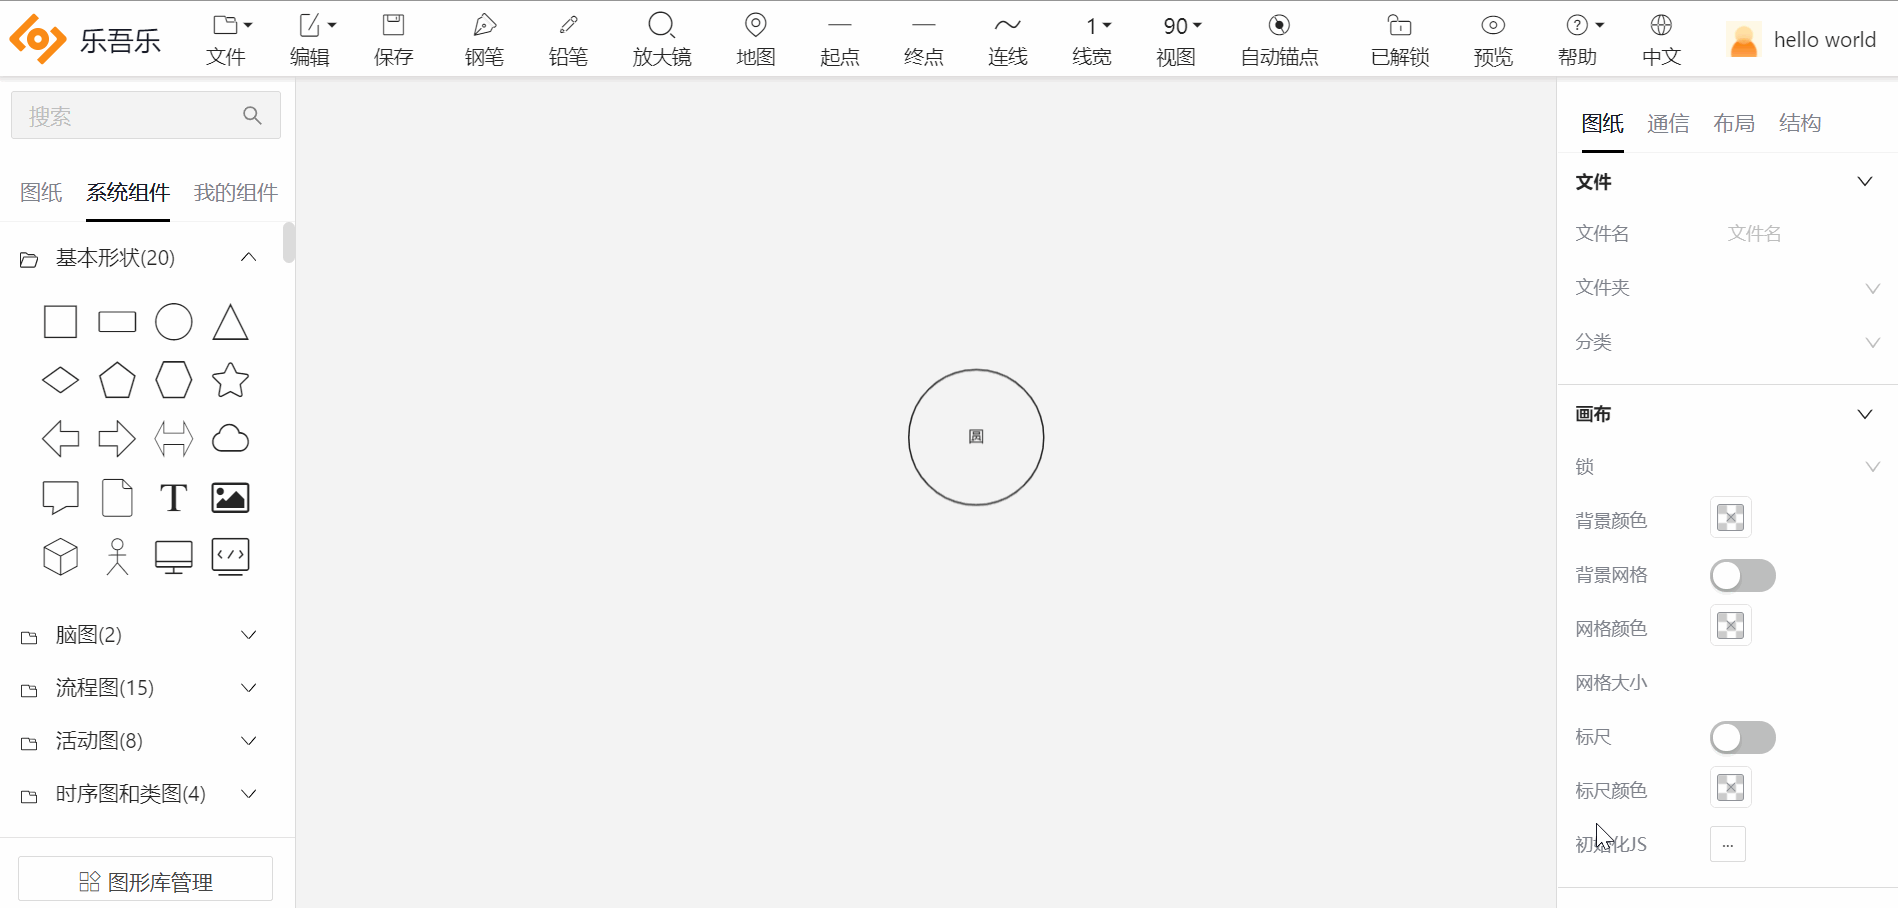 乐吾乐
文件
编辑
保存
钢笔
铅笔
放大镜
地图
起点
终点
连线
1
线宽
90
视图
自动锚点
已解锁
预览
帮助
中文
hello world
搜索
图纸 系统组件 我的组件
基本形状(20)
T
脑图(2)
流程图(15)
活动图(8)
时序图和类图(4)
图形库管理
圆
图纸 通信 布局 结构
文件
文件名 文件名
文件夹
分类
画布
锁
背景颜色
背景网格
网格颜色
网格大小
标尺
标尺颜色
初始化JS ...